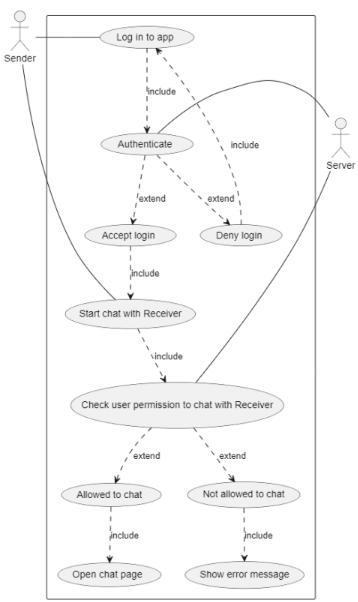 Log in to app
Sender
include
Authenticate
include
Server
extend
extend
Accept login
Deny login
include
Start chat with Receiver
include
Check user permission to chat with Receiver
extend
extend
Allowed to chat
Not allowed to chat
include
include
Open chat page
Show error message